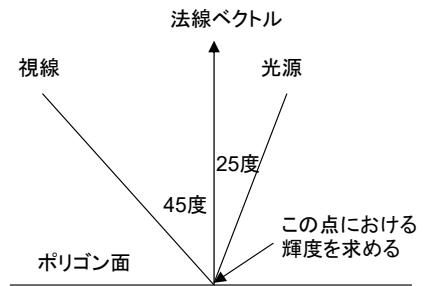 法線ベクトル
視線
光源
25度
45度
この点における
輝度を求める
ポリゴン面